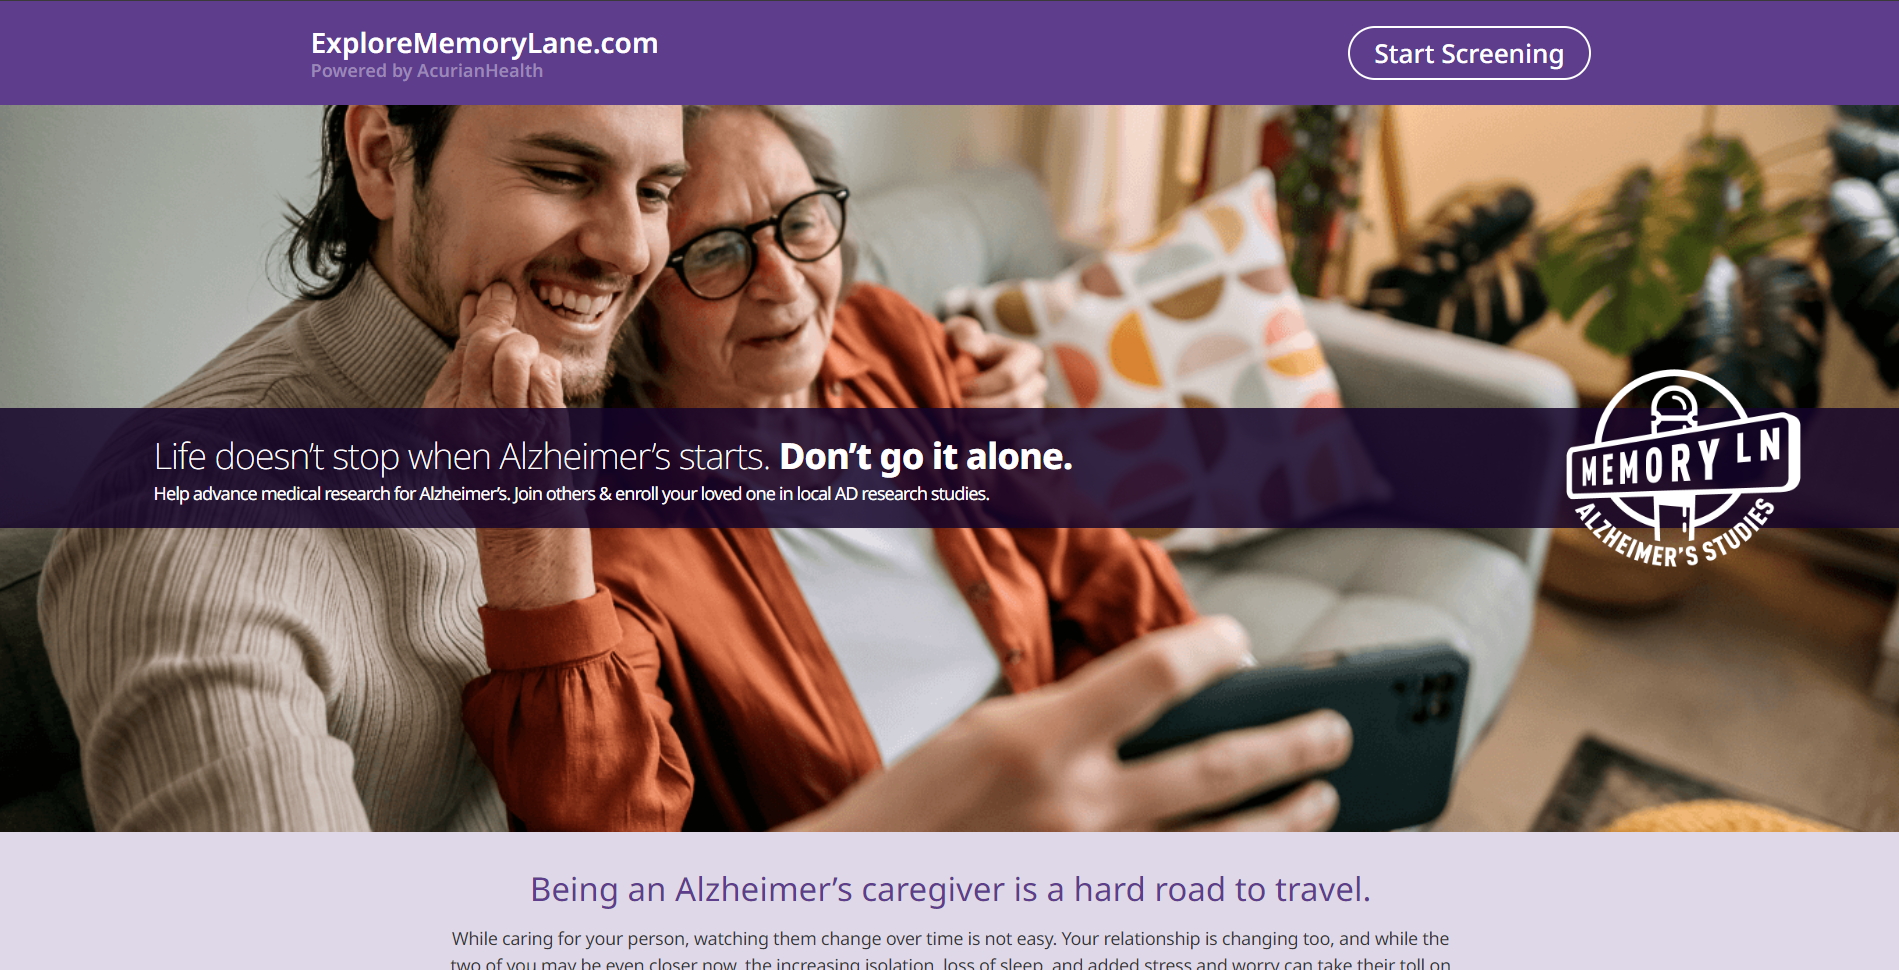 ExploreMemoryLane.com
Powered by AcurianHealth
Start Screening
Life doesn’t stop when Alzheimer’s starts. Don’t go it alone.
Help advance medical research for Alzheimer’s. Join others & enroll your loved one in local AD research studies.
MEMORY LN
ALZHEIMER’S STUDIES
Being an Alzheimer’s caregiver is a hard road to travel.
While caring for your person, watching them change over time is not easy. Your relationship is changing too, and while the
two of you may be even closer now, the increasing isolation, loss of sleep, and added stress and worry can take their toll on